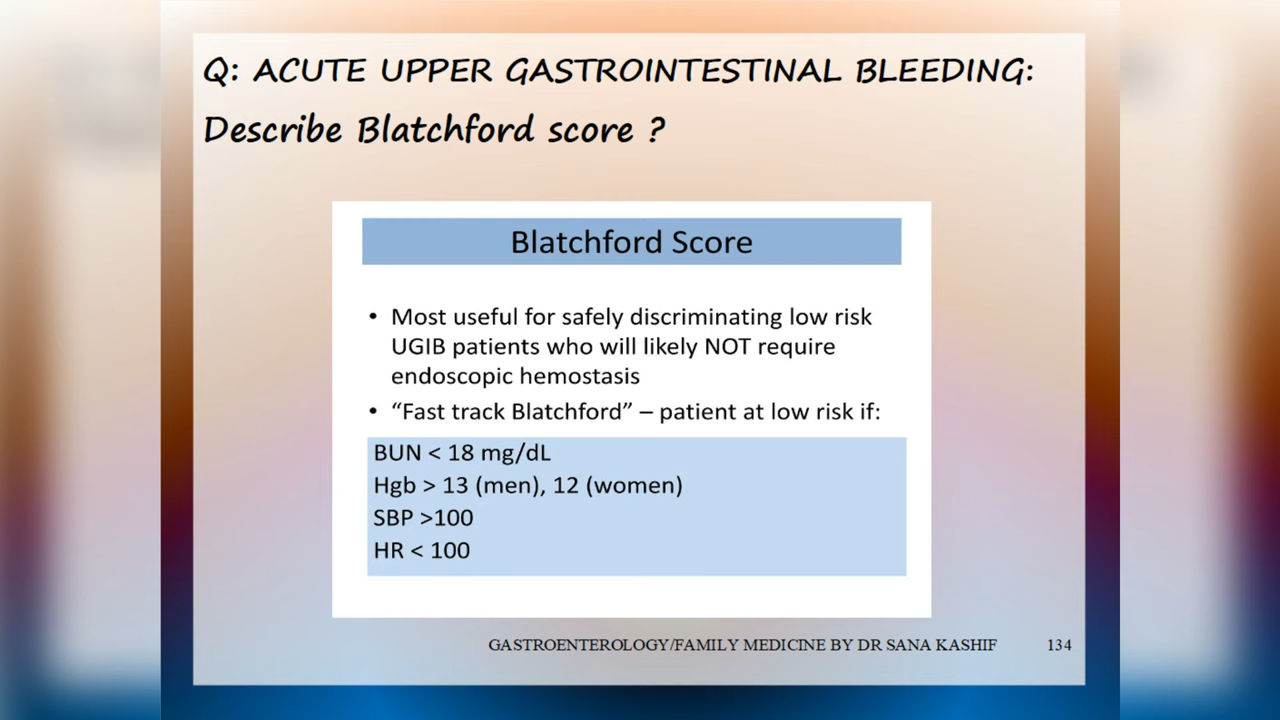 Q: ACUTE UPPER GASTROINTESTINAL BLEEDING:
Describe Blatchford score ?
Blatchford Score
• Most useful for safely discriminating low risk
UGIB patients who will likely NOT require
endoscopic hemostasis
• “Fast track Blatchford” – patient at low risk if:
BUN < 18 mg/dL
Hgb > 13 (men), 12 (women)
SBP >100
HR < 100
GASTROENTEROLOGY/FAMILY MEDICINE BY DR SANA KASHIF 134